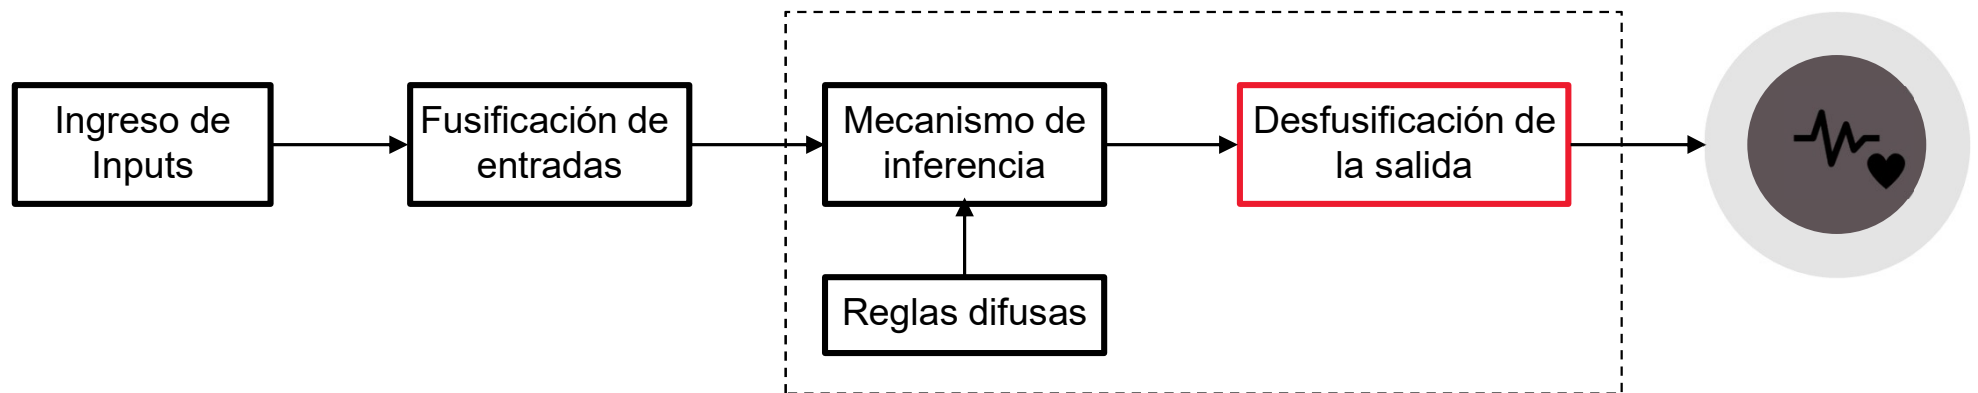 Ingreso de
Inputs
Fusificación de
entradas
Mecanismo de
inferencia
Desfusificación de
la salida
Reglas difusas